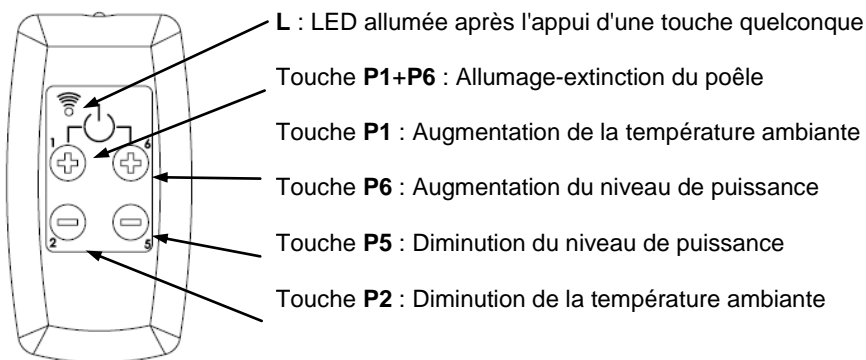 L : LED allumée après l'appui d'une touche quelconque
Touche P1+P6 : Allumage-extinction du poêle
Touche P1 : Augmentation de la température ambiante
Touche P6 : Augmentation du niveau de puissance
Touche P5 : Diminution du niveau de puissance
Touche P2 : Diminution de la température ambiante
1
6
2
5